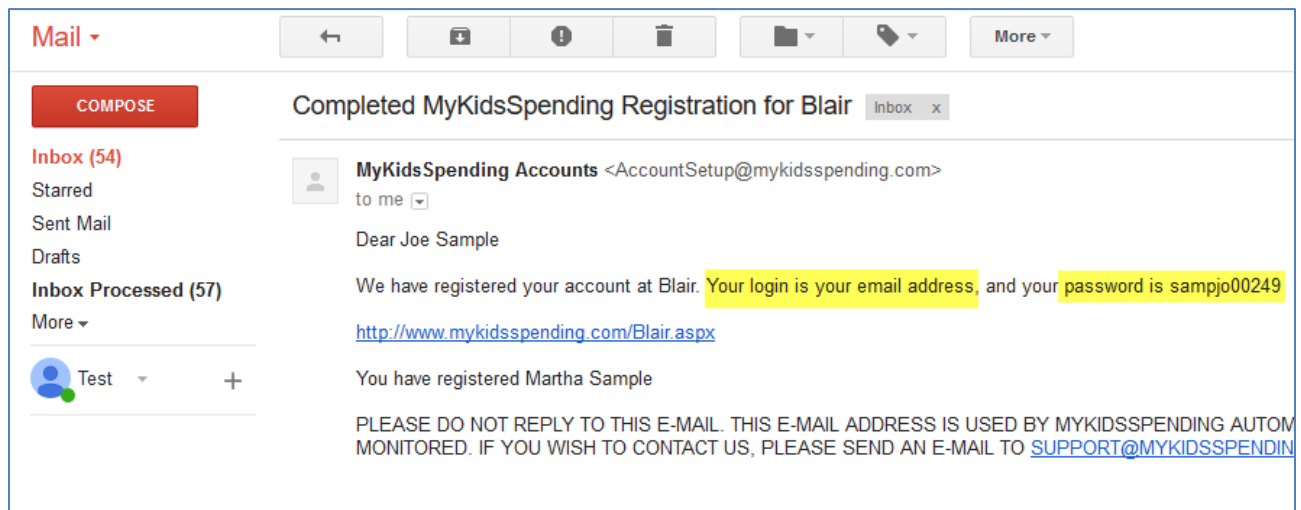 Mail
More
COMPOSE
Completed MyKidsSpending Registration for Blair Inbox x
Inbox (54)
Starred
Sent Mail
Drafts
Inbox Processed (57)
More
Test
MyKidsSpending Accounts <AccountSetup@mykidsspending.com>
to me
Dear Joe Sample
We have registered your account at Blair. Your login is your email address, and your password is sampjo00249
http://www.mykidsspending.com/Blair.aspx
You have registered Martha Sample
PLEASE DO NOT REPLY TO THIS E-MAIL. THIS E-MAIL ADDRESS IS USED BY MYKIDSSPENDING AUTOM
MONITORED. IF YOU WISH TO CONTACT US, PLEASE SEND AN E-MAIL TO SUPPORT@MYKIDSSPENDIN